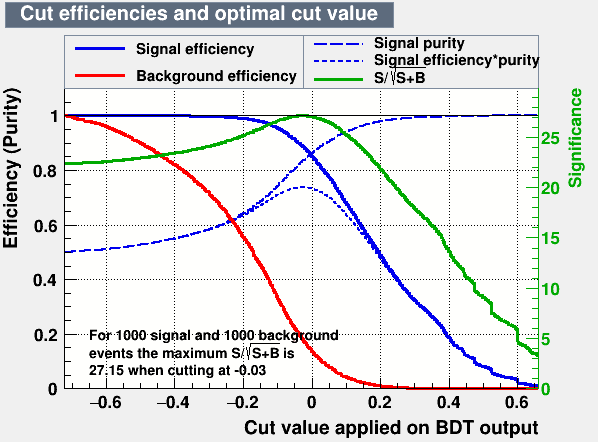 Cut efficiencies and optimal cut value
Signal efficiency
Background efficiency
Signal purity
Signal efficiency*purity
S/√S+B
Efficiency (Purity)
1
0.8
0.6
0.4
0.2
0
Significance
25
20
15
10
5
0
For 1000 signal and 1000 background
events the maximum S/√S+B is
27.15 when cutting at -0.03
−0.6 −0.4 −0.2 0 0.2 0.4 0.6
Cut value applied on BDT output